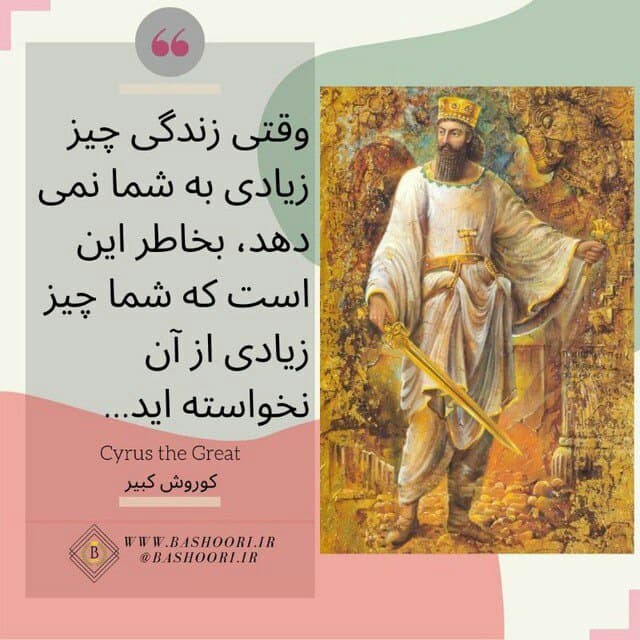 وقتی زندگی چیز
زیادی به شما نمی
دهد، بخاطر این
است که شما چیز
زیادی از آن
نخواسته اید...
Cyrus the Great
کوروش کبیر
B
WWW.BASHOORI.IR
@BASHOORI.IR